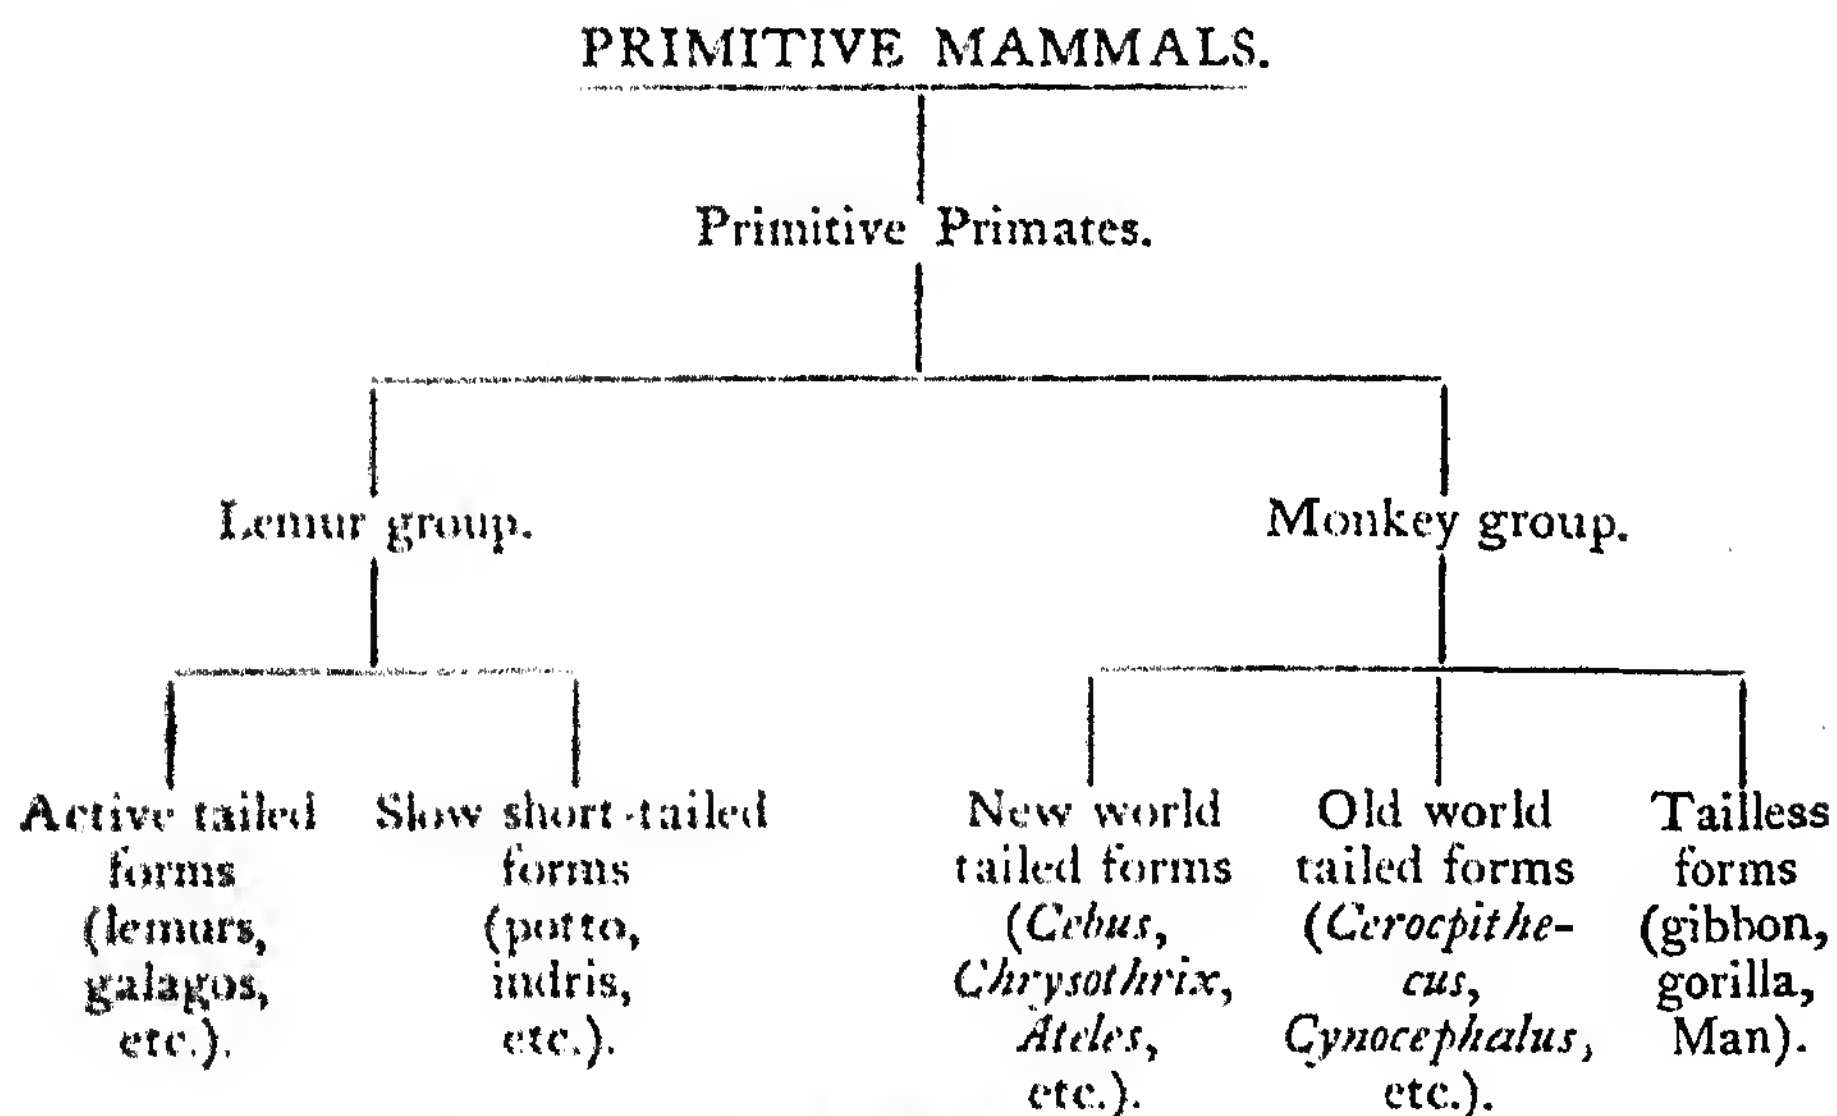 PRIMITIVE MAMMALS.
Primitive Primates.
Lemur group.
Monkey group.
Active tailed
forms
(lemurs,
galagos,
etc.).
Slow short-tailed
forms
(potto,
indris,
etc.).
New world
tailed forms
(Cebus,
Chrysothrix,
Ateles,
etc.).
Old world
tailed forms
(Cerocpithe-
cus,
Cynocephalus,
etc.).
Tailless
forms
(gibbon,
gorilla,
Man).